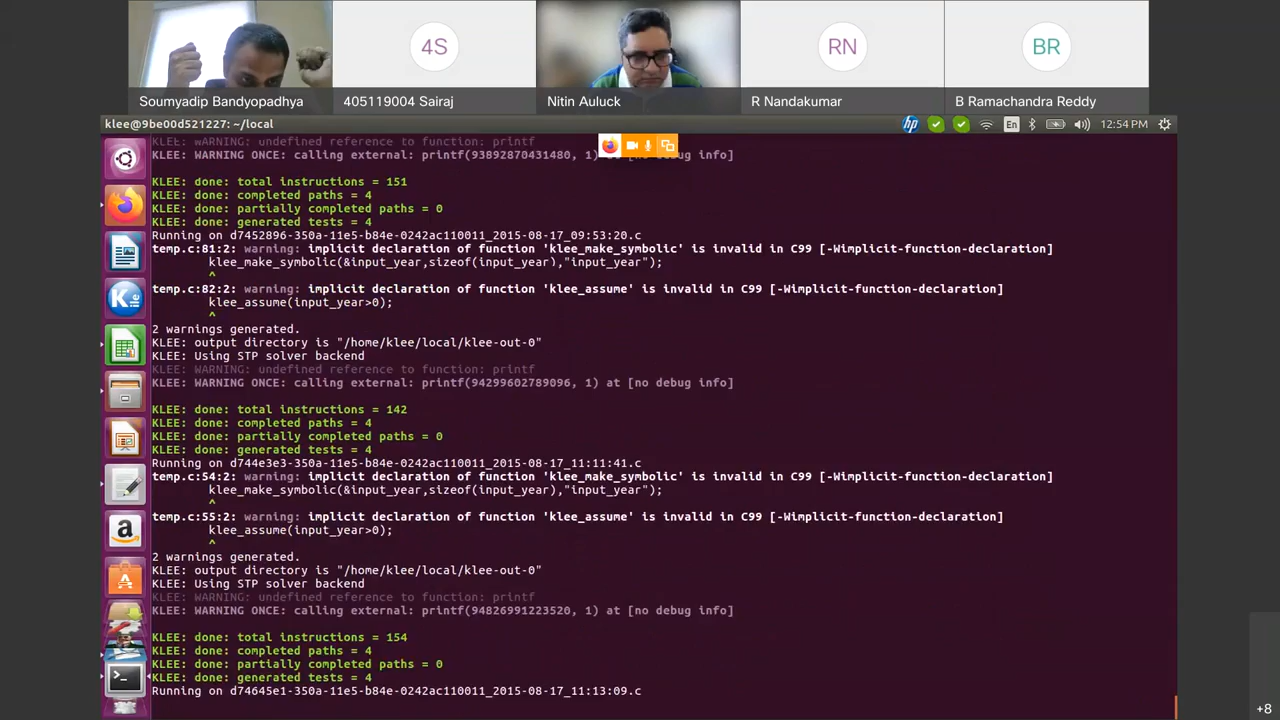 4S
RN
BR
Soumyadip Bandyopadhya
405119004 Sairaj
Nitin Auluck
R Nandakumar
B Ramachandra Reddy
klee@9be00d521227: ~/local
En
12:54 PM
KLEE: WARNING: undefined reference to function: printf
KLEE: WARNING ONCE: calling external: printf(93892870431480, 1) at [no debug info]
KLEE: done: total instructions = 151
KLEE: done: completed paths = 4
KLEE: done: partially completed paths = 0
KLEE: done: generated tests = 4
Running on d7452896-350a-11e5-b84e-0242ac110011_2015-08-17_09:53:20.c
temp.c:81:2: warning: implicit declaration of function 'klee_make_symbolic' is invalid in C99 [-Wimplicit-function-declaration]
klee_make_symbolic(&input_year,sizeof(input_year),"input_year");
^
temp.c:82:2: warning: implicit declaration of function 'klee_assume' is invalid in C99 [-Wimplicit-function-declaration]
klee_assume(input_year>0);
^
2 warnings generated.
KLEE: output directory is "/home/klee/local/klee-out-0"
KLEE: Using STP solver backend
KLEE: WARNING: undefined reference to function: printf
KLEE: WARNING ONCE: calling external: printf(94299602789096, 1) at [no debug info]
KLEE: done: total instructions = 142
KLEE: done: completed paths = 4
KLEE: done: partially completed paths = 0
KLEE: done: generated tests = 4
Running on d744e3e3-350a-11e5-b84e-0242ac110011_2015-08-17_11:11:41.c
temp.c:54:2: warning: implicit declaration of function 'klee_make_symbolic' is invalid in C99 [-Wimplicit-function-declaration]
klee_make_symbolic(&input_year,sizeof(input_year),"input_year");
^
temp.c:55:2: warning: implicit declaration of function 'klee_assume' is invalid in C99 [-Wimplicit-function-declaration]
klee_assume(input_year>0);
^
2 warnings generated.
KLEE: output directory is "/home/klee/local/klee-out-0"
KLEE: Using STP solver backend
KLEE: WARNING: undefined reference to function: printf
KLEE: WARNING ONCE: calling external: printf(94826991223520, 1) at [no debug info]
KLEE: done: total instructions = 154
KLEE: done: completed paths = 4
KLEE: done: partially completed paths = 0
KLEE: done: generated tests = 4
Running on d74645e1-350a-11e5-b84e-0242ac110011_2015-08-17_11:13:09.c
+8